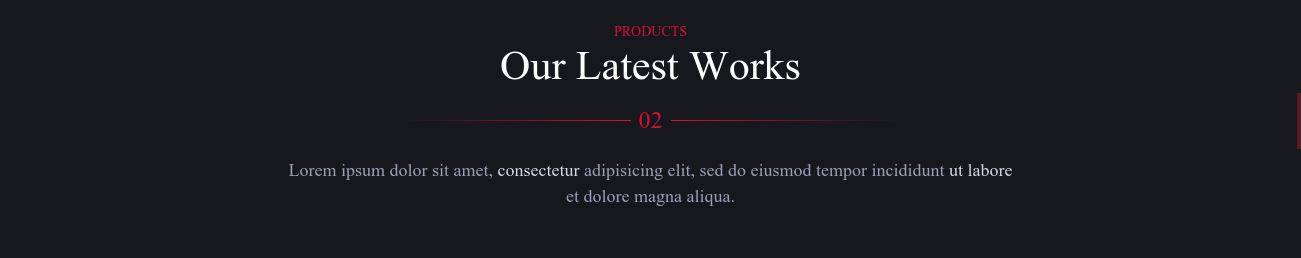 PRODUCTS
Our Latest Works
02
Lorem ipsum dolor sit amet, consectetur adipisicing elit, sed do eiusmod tempor incididunt ut labore
et dolore magna aliqua.